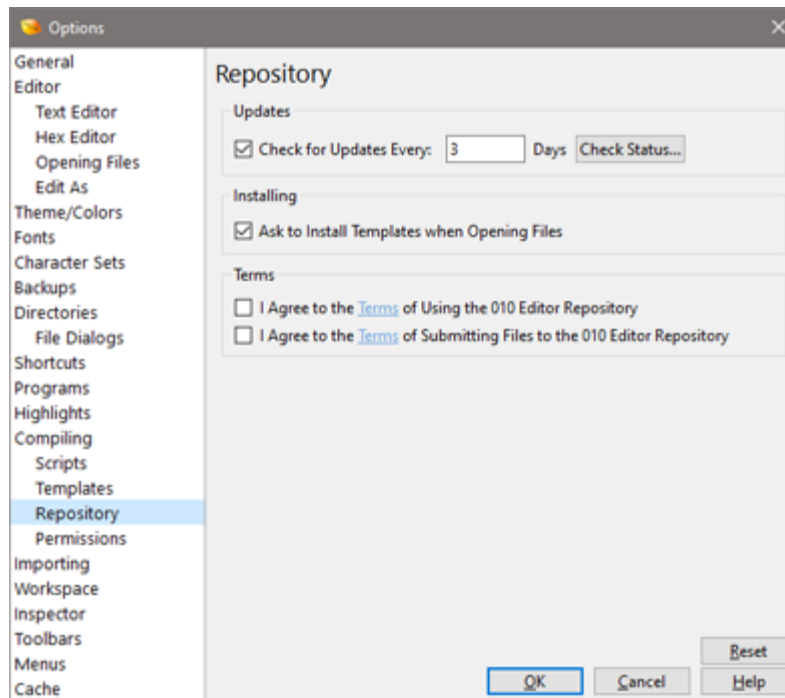 Options
General
Editor
Text Editor
Hex Editor
Opening Files
Edit As
Theme/Colors
Fonts
Character Sets
Backups
Directories
File Dialogs
Shortcuts
Programs
Highlights
Compiling
Scripts
Templates
Repository
Permissions
Importing
Workspace
Inspector
Toolbars
Menus
Cache
Repository
Updates
Check for Updates Every: 3 Days Check Status...
Installing
Ask to Install Templates when Opening Files
Terms
I Agree to the Terms of Using the 010 Editor Repository
I Agree to the Terms of Submitting Files to the 010 Editor Repository
Reset
OK Cancel Help